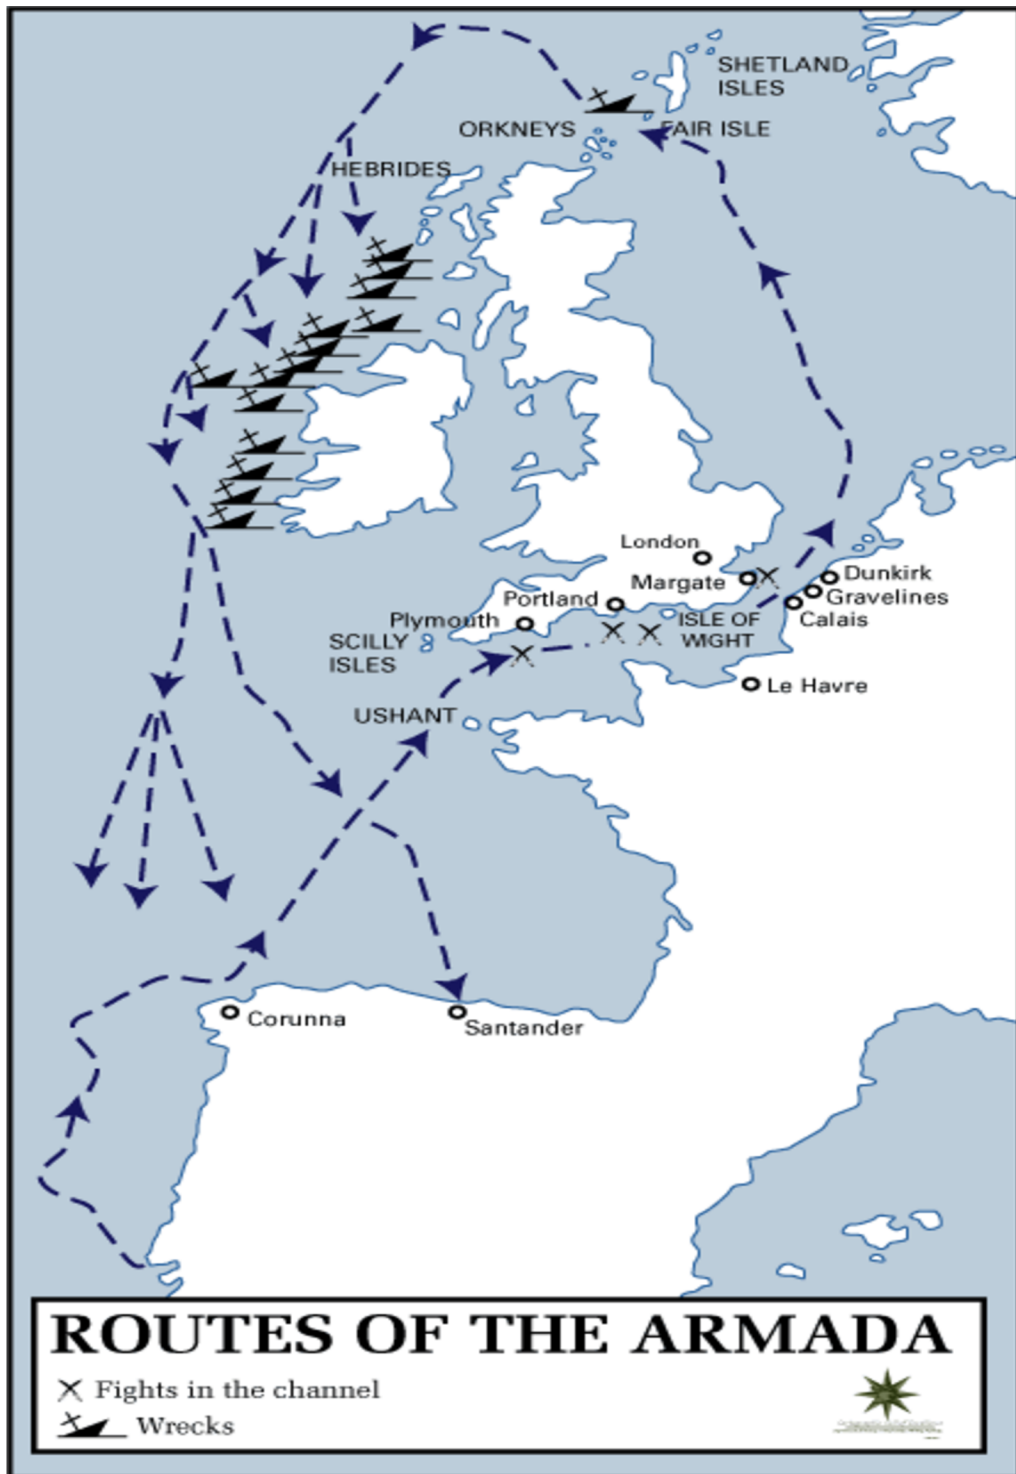 SHETLAND
ISLES
ORKNEYS
FAIR ISLE
HEBRIDES
London
Margate
Dunkirk
Gravelines
Portland
Calais
Plymouth
ISLE OF
WIGHT
SCILLY
ISLES
Le Havre
USHANT
Corunna
Santander
ROUTES OF THE ARMADA
Fights in the channel
Wrecks